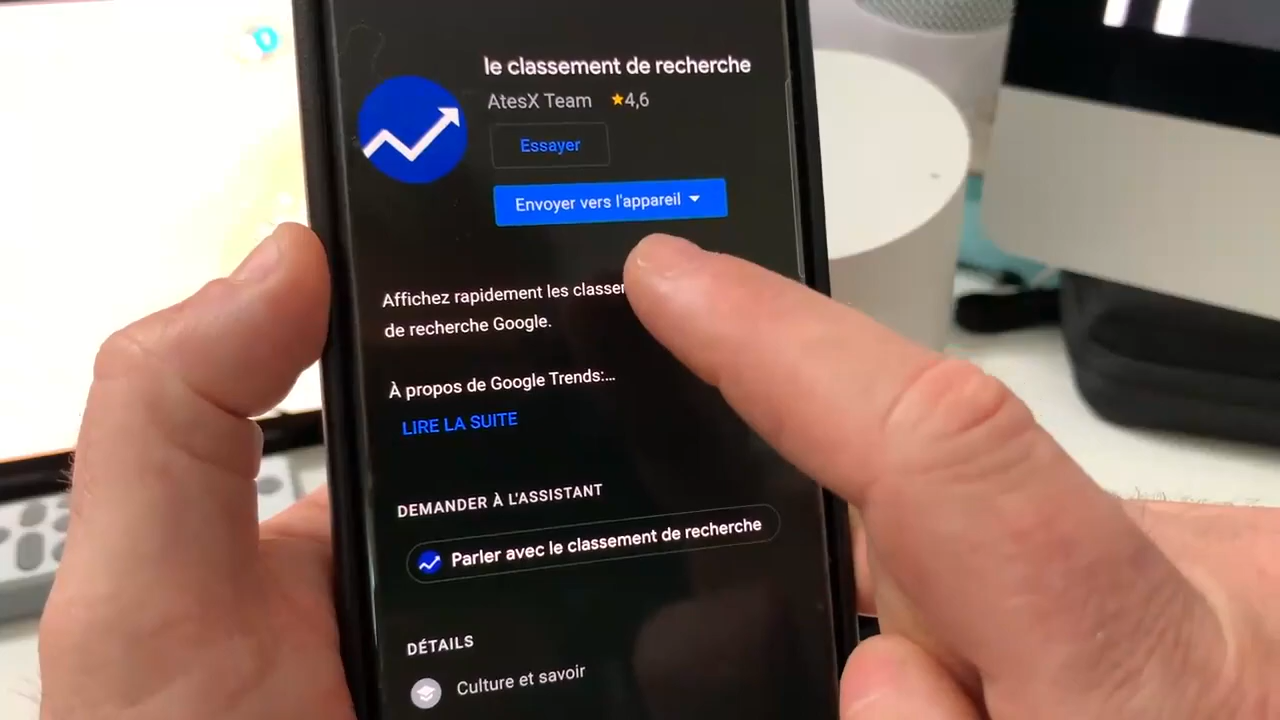 le classement de recherche
AtesX Team ★4,6
Essayer
Envoyer vers l'appareil
Affichez rapidement les
de recherche Google.
À propos de Google Trends:...
LIRE LA SUITE
DEMANDER À L'ASSISTANT
Parler avec le classement de recherche
DÉTAILS
Culture et savoir